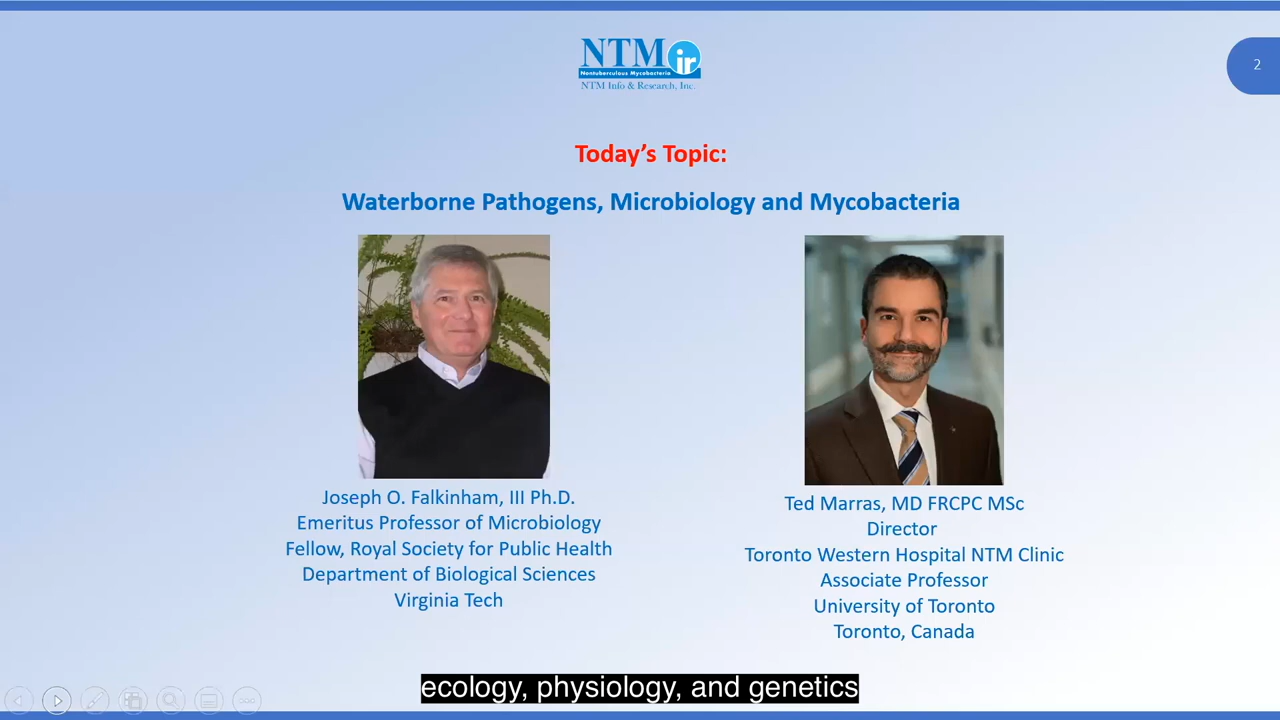 NTMir
Nontuberculous Mycobacteria
NTM Info & Research, Inc.
2
Today's Topic:
Waterborne Pathogens, Microbiology and Mycobacteria
Joseph O. Falkinham, III Ph.D.
Emeritus Professor of Microbiology
Fellow, Royal Society for Public Health
Department of Biological Sciences
Virginia Tech
Ted Marras, MD FRCPC MSc
Director
Toronto Western Hospital NTM Clinic
Associate Professor
University of Toronto
Toronto, Canada
ecology, physiology, and genetics